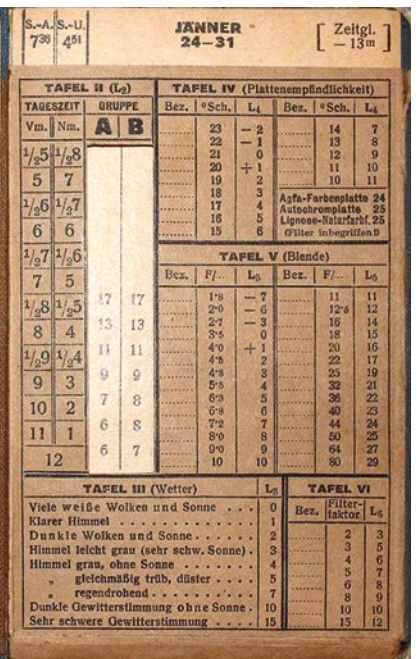 S.-A. S.-U.
7³⁶ 4⁵¹
JÄNNER
24-31
[ Zeitgl.
— 13ᵐ ]
TAFEL II (L₂)
TAGESZEIT GRUPPE
Vm. Nm. A B
½5 ½8
5 7
½6 ½7
6 6
½7 ½6
7 5
½8 ½5 17 17
8 4 13 13
½9 ½4 11 11
9 3 9 9
10 2 7 8
11 1 6 8
12 6 7
TAFEL IV (Plattenempfindlichkeit)
Bez. °Sch. L₄ Bez. °Sch. L₄
23 — 2 14 7
22 — 1 13 8
21 0 12 9
20 + 1 11 10
19 2 10 11
18 3
17 4
16 5
15 6
Agfa-Farbenplatte 24
Autochromplatte 25
Lignose-Naturfarbf. 25
(Filter inbegriffen!)
TAFEL V (Blende)
Bez. F/.. L₅ Bez. F/.. L₅
1·8 — 7 11 11
2·0 — 6 12·5 12
2·7 — 3 16 14
3·5 0 18 15
4·0 + 1 20 16
4·5 2 22 17
4·8 3 25 19
5·5 4 32 21
6·3 5 36 22
6·8 6 40 23
7·2 7 44 24
8·0 8 50 25
9·0 9 64 27
10 10 80 29
TAFEL III (Wetter) L₃
Viele weiße Wolken und Sonne . . . . 0
Klarer Himmel . . . . . . . . . . . 1
Dunkle Wolken und Sonne . . . . . 2
Himmel leicht grau (sehr schw. Sonne) . 3
Himmel grau, ohne Sonne . . . . . 4
„ gleichmäßig trüb, düster . . . 5
„ regendrohend . . . . . . . . 7
Dunkle Gewitterstimmung ohne Sonne . 10
Sehr schwere Gewitterstimmung . . . . 15
TAFEL VI
Bez. Filter-faktor L₆
2 3
3 5
4 6
5 7
6 8
8 9
10 10
15 12